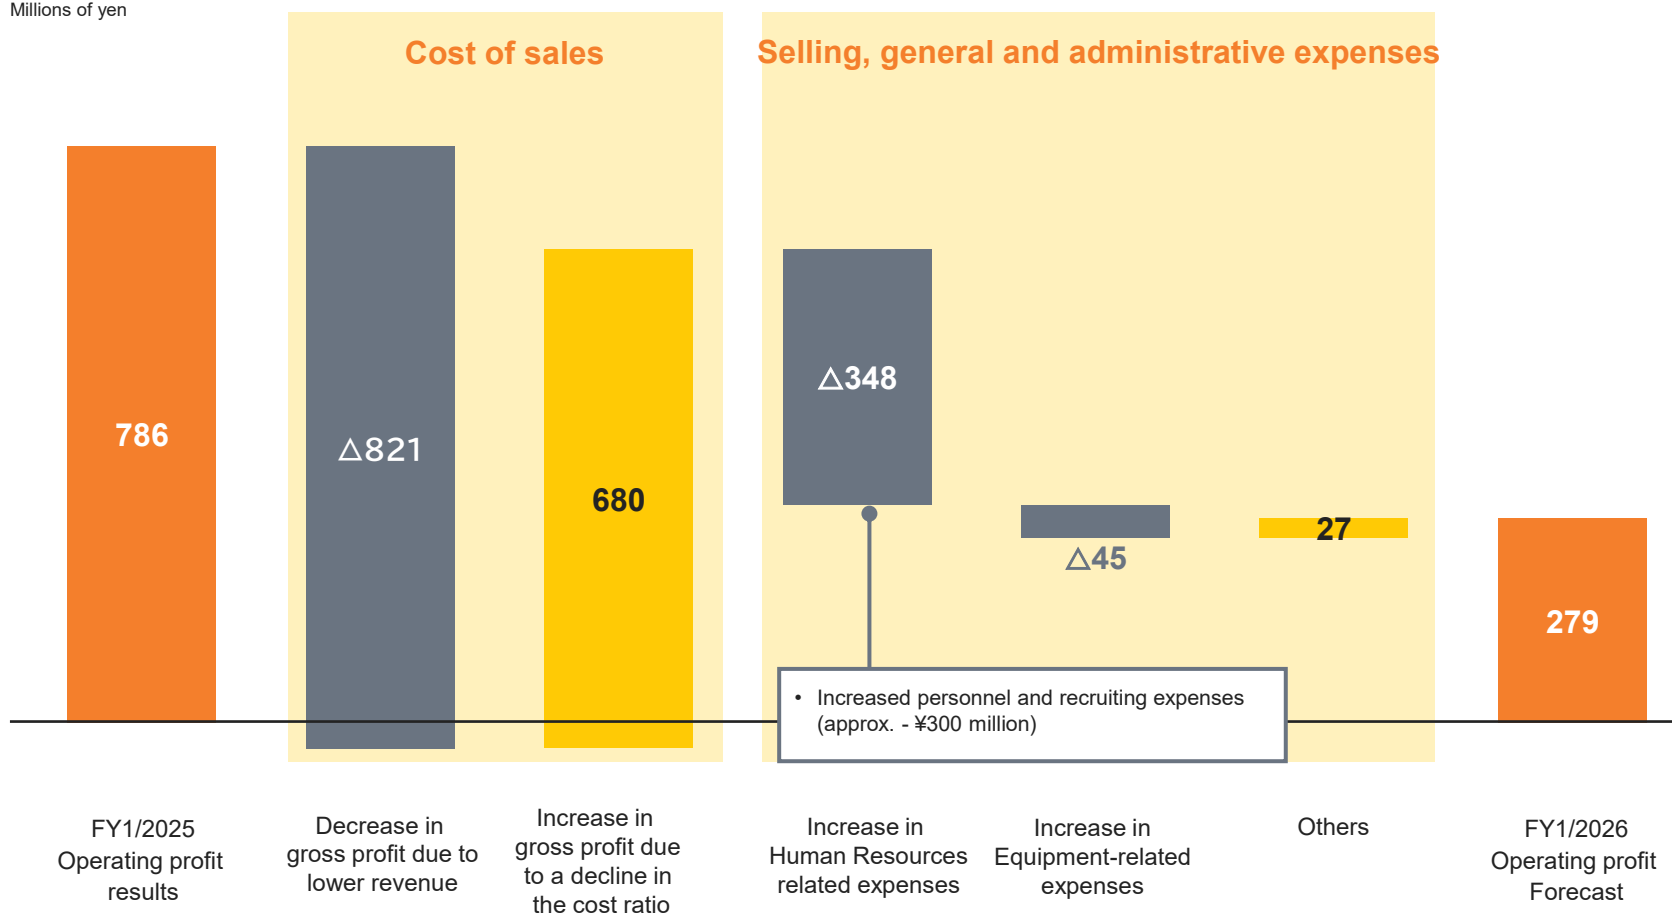 Millions of yen
Cost of sales
Selling, general and administrative expenses
786
△821
680
△348
△45
27
279
• Increased personnel and recruiting expenses
(approx. - ¥300 million)
FY1/2025
Operating profit
results
Decrease in
gross profit due to
lower revenue
Increase in
gross profit due
to a decline in
the cost ratio
Increase in
Human Resources
related expenses
Increase in
Equipment-related
expenses
Others
FY1/2026
Operating profit
Forecast